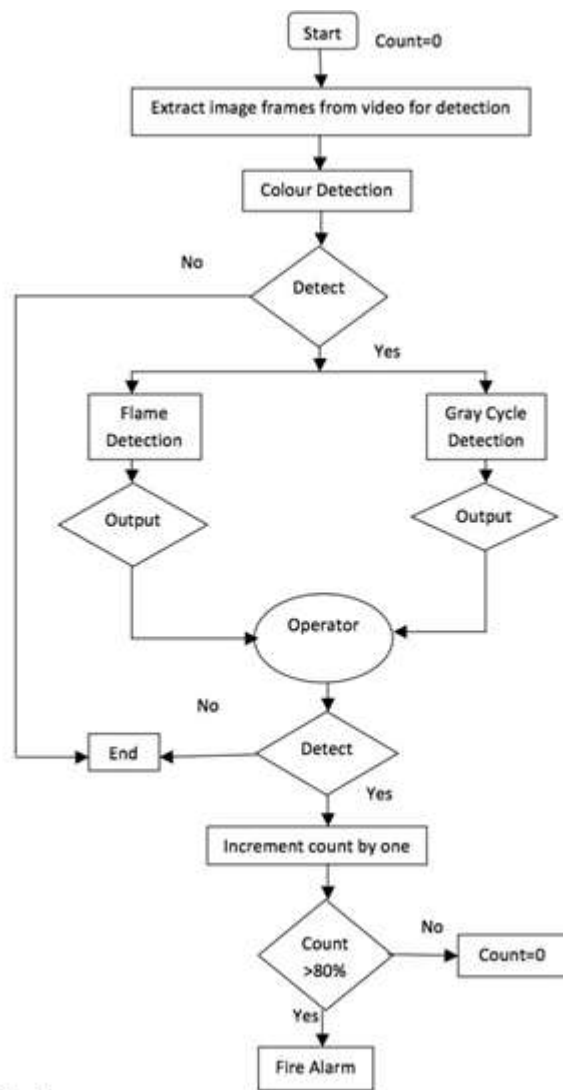 Start
Count=0
Extract image frames from video for detection
Colour Detection
No
Detect
Yes
Flame
Detection
Gray Cycle
Detection
Output
Output
Operator
No
End
Detect
Yes
Increment count by one
Count
>80%
No
Count=0
Yes
Fire Alarm